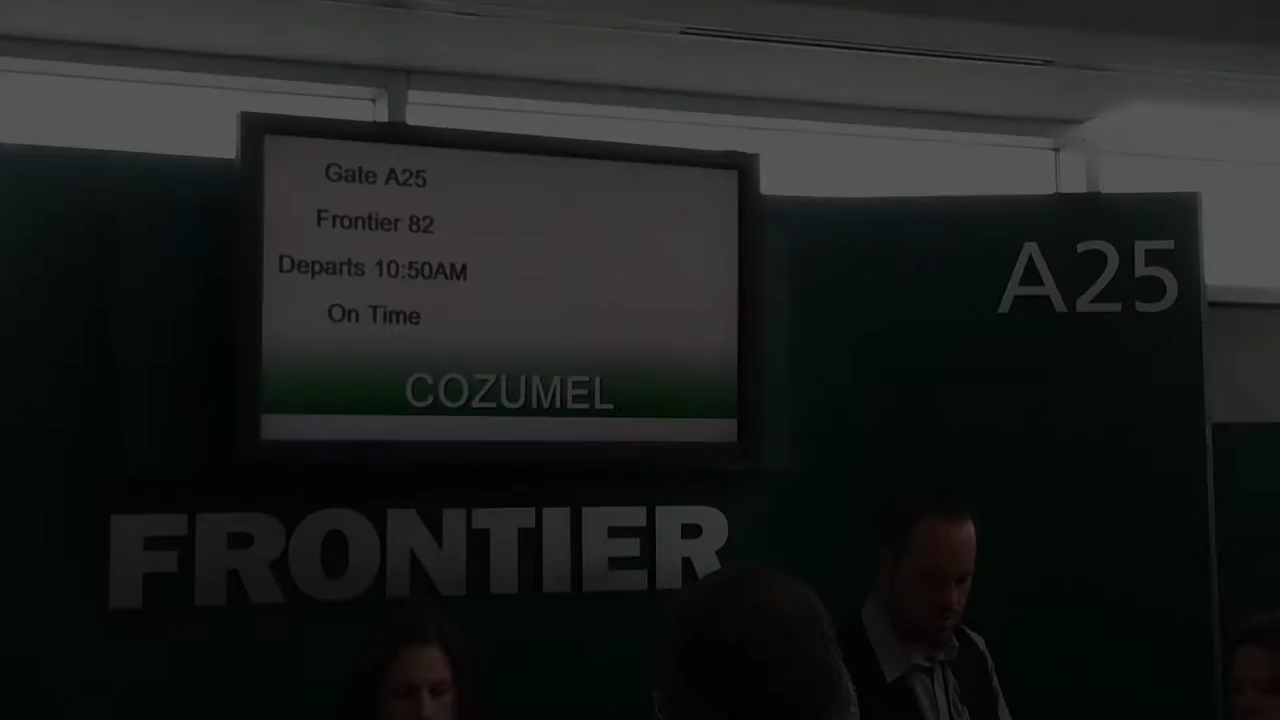 Gate A25
Frontier 82
Departs 10:50AM
On Time
COZUMEL
A25
FRONTIER